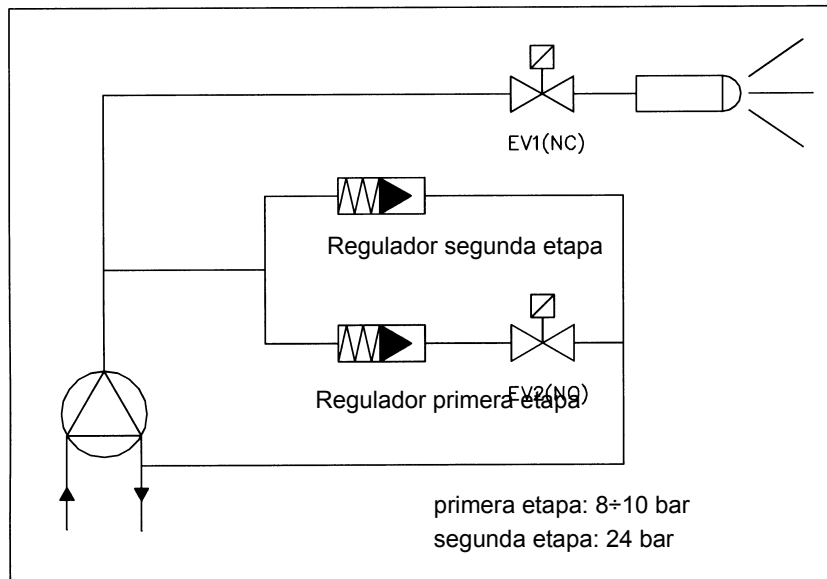 EV1(NC)
Regulador segunda etapa
Regulador primera etapa
EV2(NO)
primera etapa: 8÷10 bar
segunda etapa: 24 bar